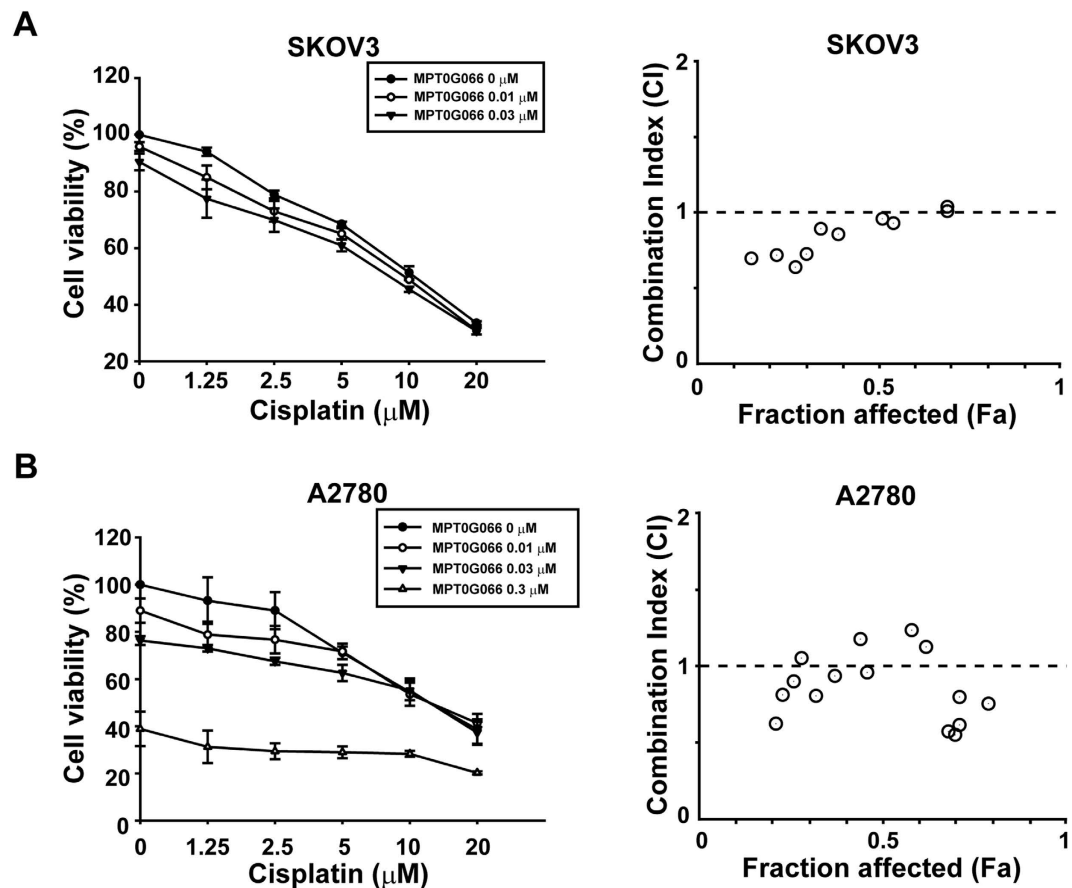 A
SKOV3
MPT0G066 0 μM
MPT0G066 0.01 μM
MPT0G066 0.03 μM
Cell viability (%)
120
100
80
60
40
20
0 1.25 2.5 5 10 20
Cisplatin (μM)
SKOV3
Combination Index (CI)
2
1
0
0 0.5 1
Fraction affected (Fa)
B
A2780
MPT0G066 0 μM
MPT0G066 0.01 μM
MPT0G066 0.03 μM
MPT0G066 0.3 μM
Cell viability (%)
120
100
80
60
40
20
0
0 1.25 2.5 5 10 20
Cisplatin (μM)
A2780
Combination Index (CI)
2
1
0
0 0.5 1
Fraction affected (Fa)